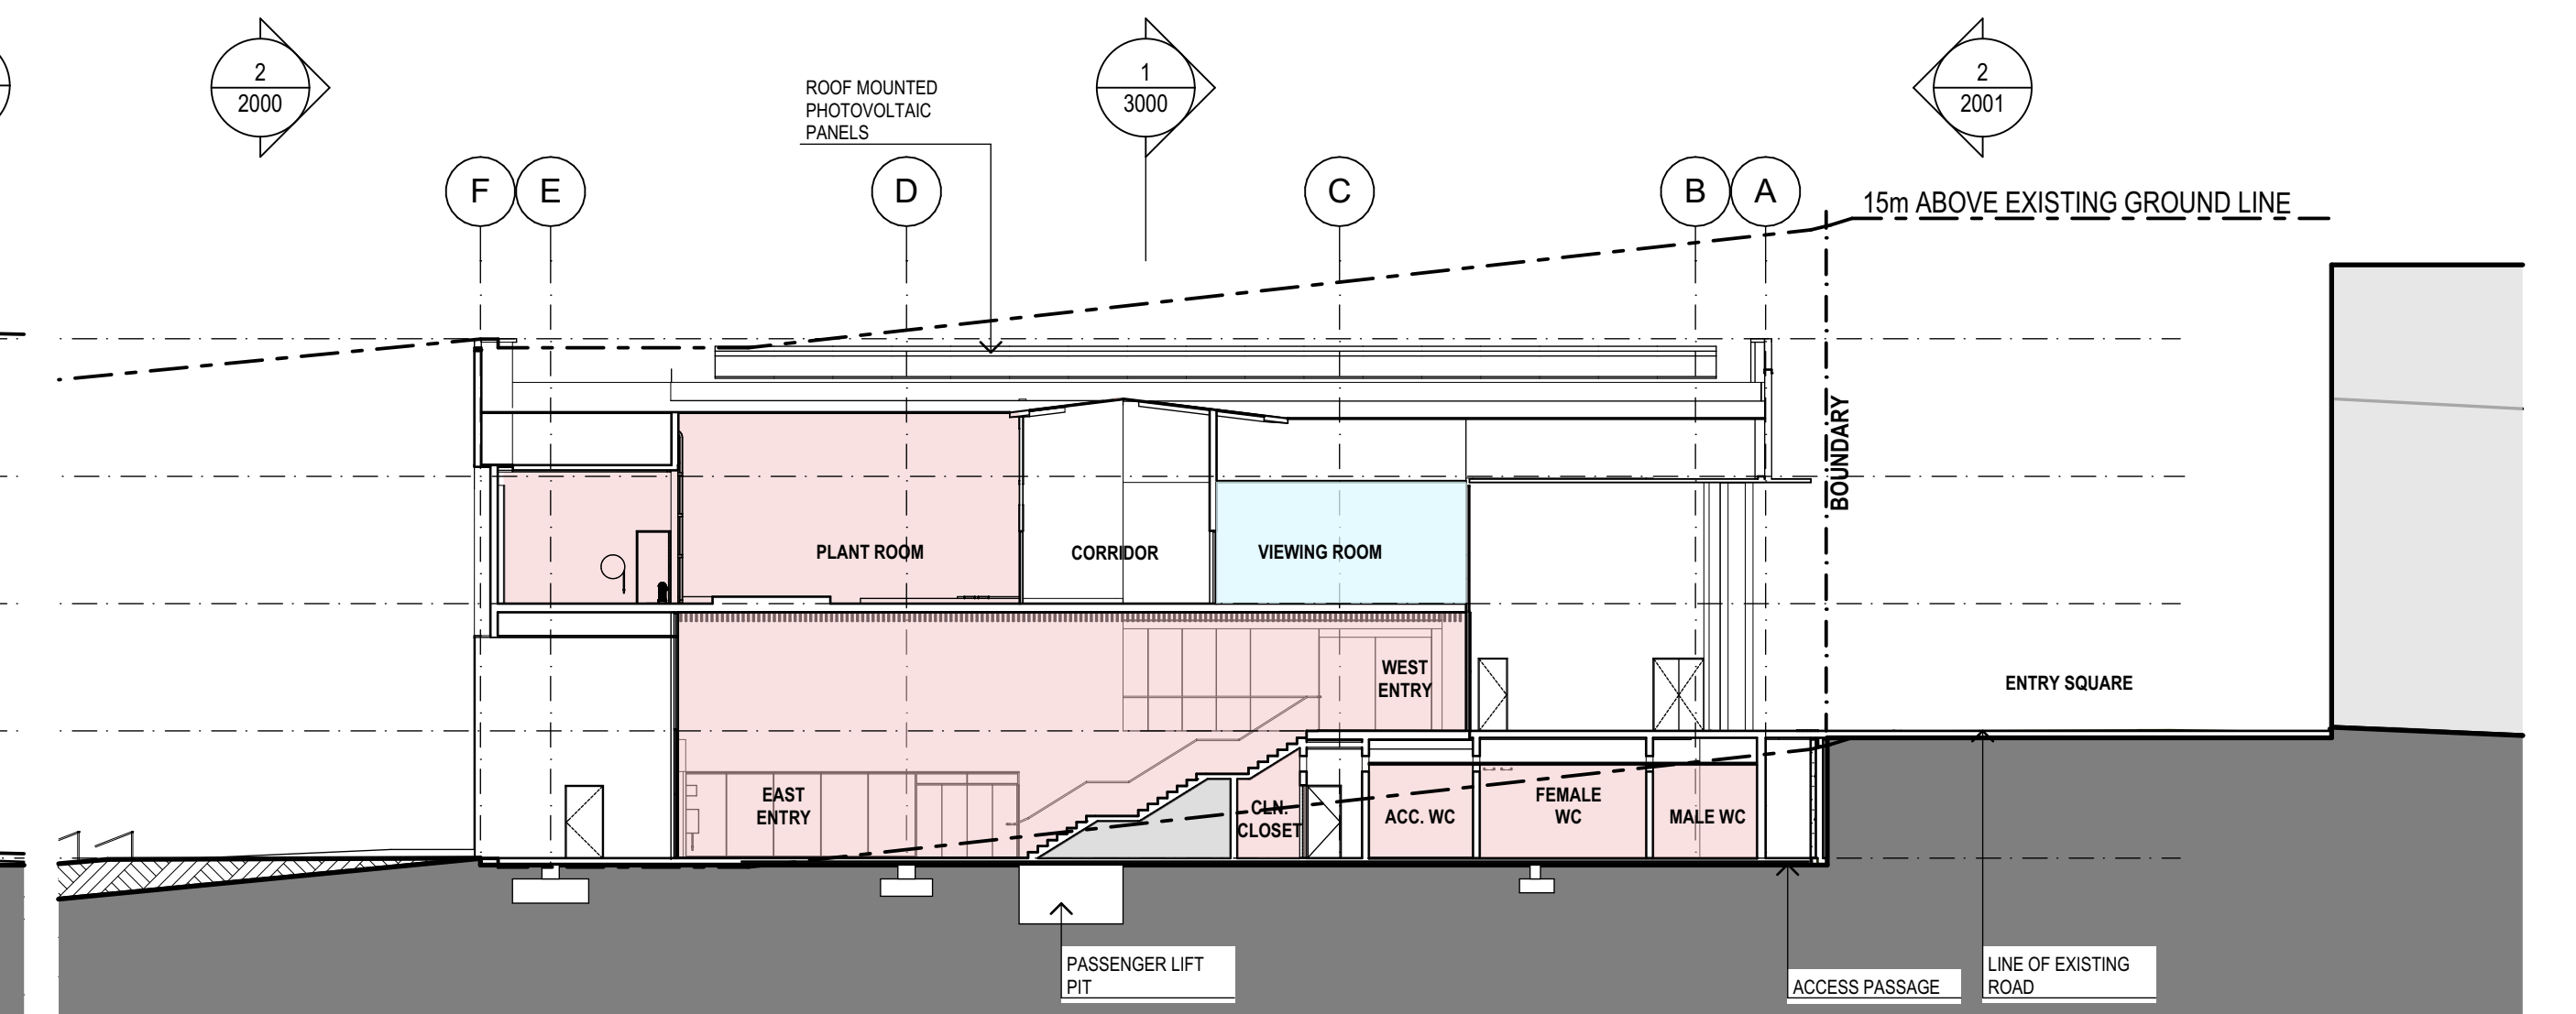 2
2000
1
3000
2
2001
ROOF MOUNTED
PHOTOVOLTAIC
PANELS
F
E
D
C
B
A
15m ABOVE EXISTING GROUND LINE
BOUNDARY
PLANT ROOM
CORRIDOR
VIEWING ROOM
WEST
ENTRY
ENTRY SQUARE
EAST
ENTRY
CLN.
CLOSET
ACC. WC
FEMALE
WC
MALE WC
PASSENGER LIFT
PIT
ACCESS PASSAGE
LINE OF EXISTING
ROAD